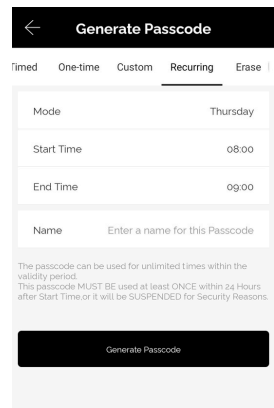 Generate Passcode
Timed One-time Custom Recurring Erase
Mode Thursday
Start Time 08:00
End Time 09:00
Name Enter a name for this Passcode
The passcode can be used for unlimited times within the
validity period.
This passcode MUST BE used at least ONCE within 24 Hours
after Start Time,or it will be SUSPENDED for Security Reasons.
Generate Passcode